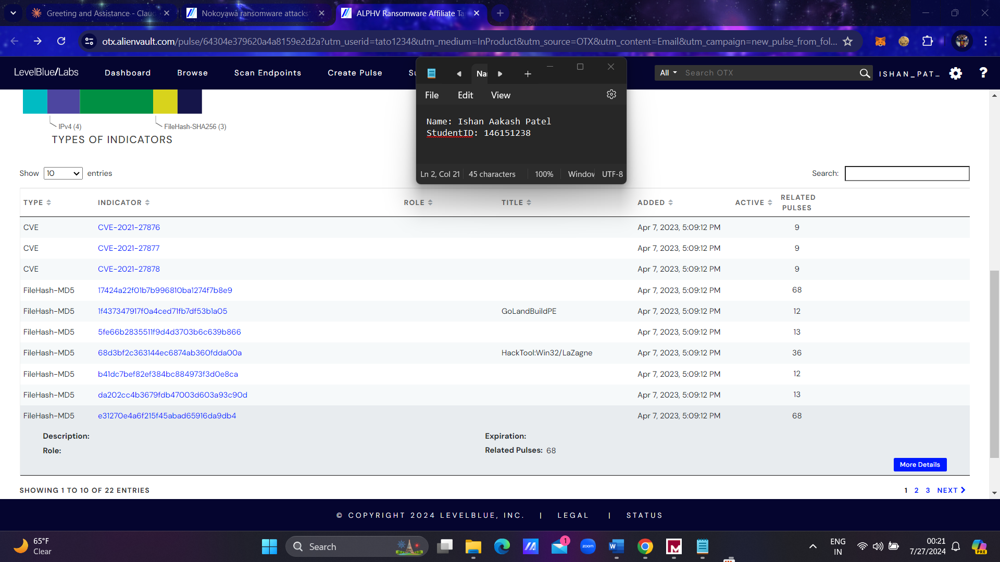 Greeting and Assistance - Clau
Nokoyawa ransomware attacks
ALPHV Ransomware Affiliate Ta
otx.alienvault.com/pulse/64304e379620a4a8159e2d2a?utm_userid=tato1234&utm_medium=InProduct&utm_source=OTX&utm_content=Email&utm_campaign=new_pulse_from_fol...
LevelBlue/Labs Dashboard Browse Scan Endpoints Create Pulse All Search OTX ISHAN_PAT... ?
Nar
File Edit View
Name: Ishan Aakash Patel
StudentID: 146151238
Ln 2, Col 21 45 characters 100% Window UTF-8
IPv4 (4) FileHash-SHA256 (3)
TYPES OF INDICATORS
Show 10 entries Search:
TYPE INDICATOR ROLE TITLE ADDED ACTIVE RELATED PULSES
CVE CVE-2021-27876 Apr 7, 2023, 5:09:12 PM 9
CVE CVE-2021-27877 Apr 7, 2023, 5:09:12 PM 9
CVE CVE-2021-27878 Apr 7, 2023, 5:09:12 PM 9
FileHash-MD5 17424a22f01b7b996810ba1274f7b8e9 Apr 7, 2023, 5:09:12 PM 68
FileHash-MD5 1f437347917f0a4ced71fb7df53b1a05 GoLandBuildPE Apr 7, 2023, 5:09:12 PM 12
FileHash-MD5 5fe66b2835511f9d4d3703b6c639b866 Apr 7, 2023, 5:09:12 PM 13
FileHash-MD5 68d3bf2c363144ec6874ab360fdda00a HackTool:Win32/LaZagne Apr 7, 2023, 5:09:12 PM 36
FileHash-MD5 b41dc7bef82ef384bc884973f3d0e8ca Apr 7, 2023, 5:09:12 PM 12
FileHash-MD5 da202cc4b3679fdb47003d603a93c90d Apr 7, 2023, 5:09:12 PM 13
FileHash-MD5 e31270e4a6f215f45abad65916da9db4 Apr 7, 2023, 5:09:12 PM 68
Description: Expiration:
Role: Related Pulses: 68
More Details
SHOWING 1 TO 10 OF 22 ENTRIES 1 2 3 NEXT
© COPYRIGHT 2024 LEVELBLUE, INC. | LEGAL | STATUS
65°F
Clear
Search
1
zoom
ENG
IN
00:21
7/27/2024
PRE